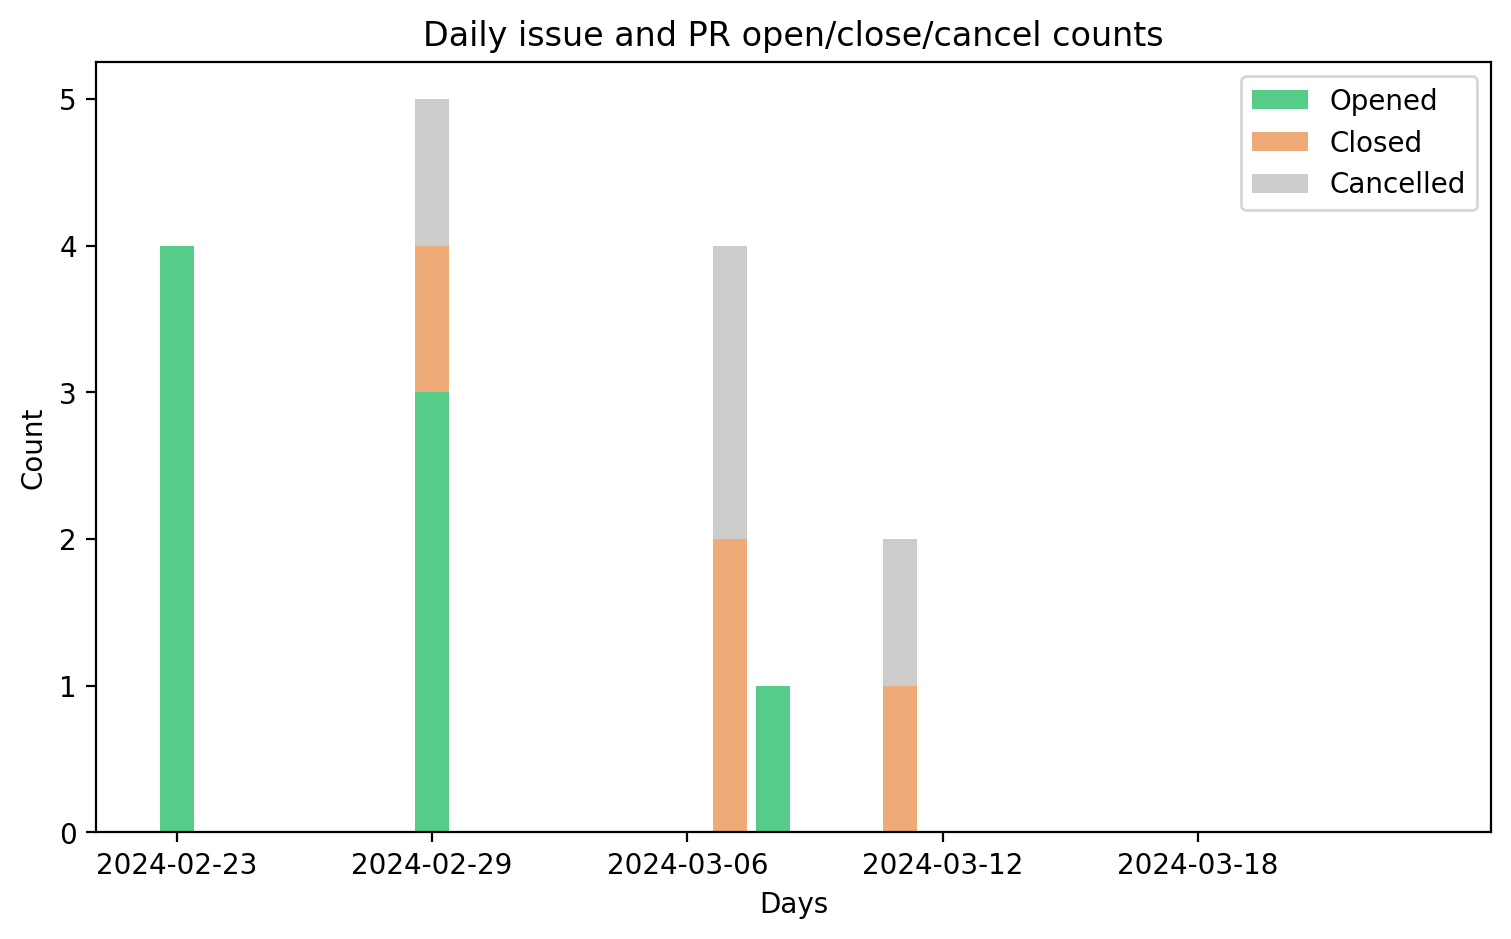 Daily issue and PR open/close/cancel counts
Opened
Closed
Cancelled
5
4
3
2
1
0
Count
2024-02-23 2024-02-29 2024-03-06 2024-03-12 2024-03-18
Days